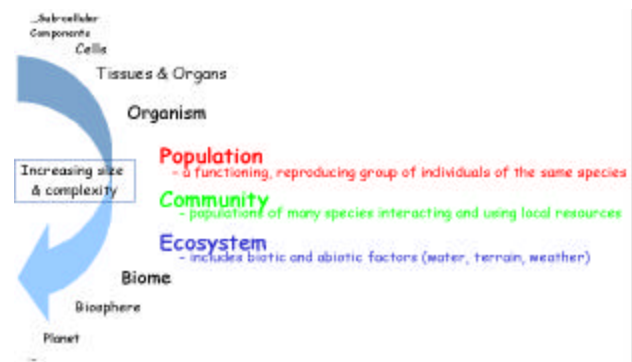 ...Sub-cellular
Components
Cells
Tissues & Organs
Organism
Increasing size
& complexity
Population
- a functioning, reproducing group of individuals of the same species
Community
- populations of many species interacting and using local resources
Ecosystem
- includes biotic and abiotic factors (water, terrain, weather)
Biome
Biosphere
Planet
...